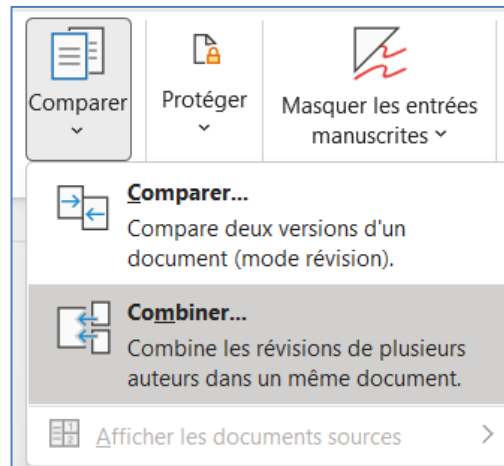 Comparer
Protéger
Masquer les entrées
manuscrites
Comparer...
Compare deux versions d'un
document (mode révision).
Combiner...
Combine les révisions de plusieurs
auteurs dans un même document.
Afficher les documents sources